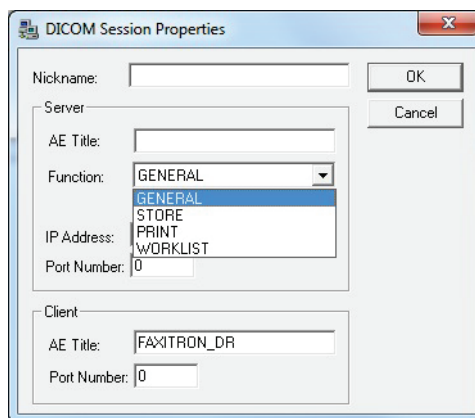 DICOM Session Properties
Nickname:
OK
Server
Cancel
AE Title:
Function: GENERAL
GENERAL
STORE
PRINT
IP Address:
WORKLIST
Port Number: 0
Client
AE Title: FAXITRON_DR
Port Number: 0